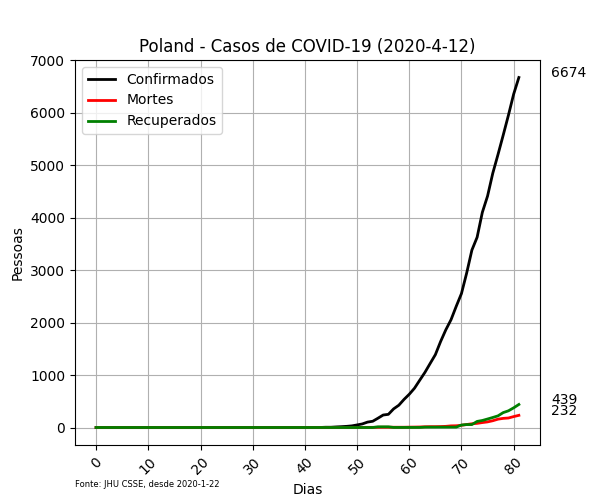 Poland - Casos de COVID-19 (2020-4-12)
Confirmados
Mortes
Recuperados
7000
6000
5000
4000
3000
2000
1000
0
Pessoas
6674
439
232
0 10 20 30 40 50 60 70 80
Fonte: JHU CSSE, desde 2020-1-22
Dias